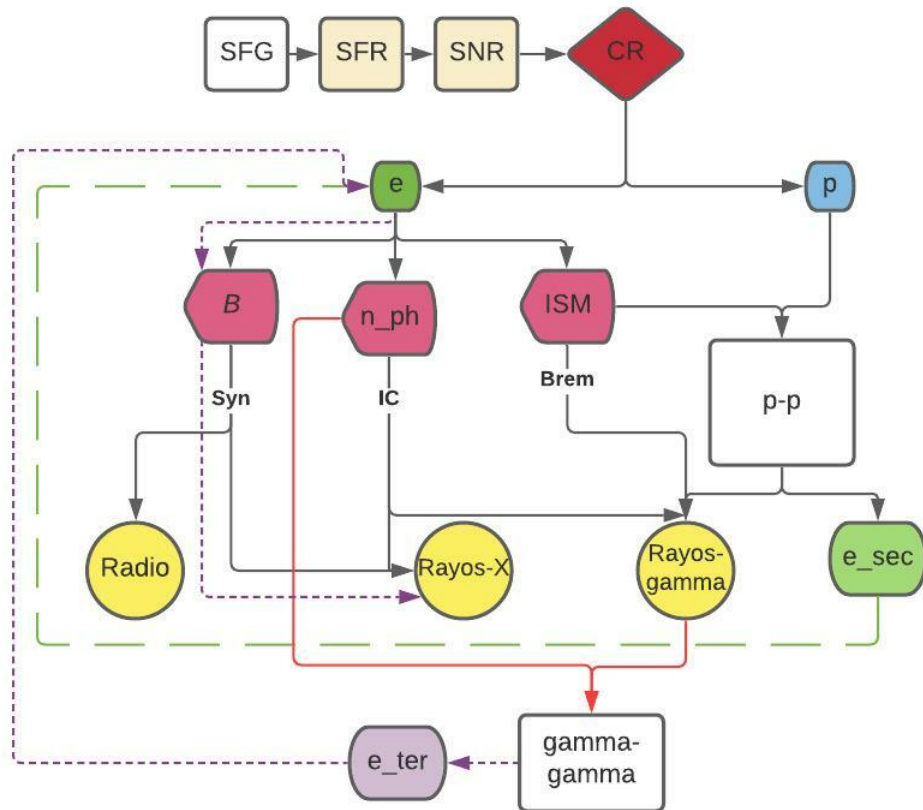 SFG
SFR
SNR
CR
e
p
B
n_ph
ISM
Syn
IC
Brem
p-p
Radio
Rayos-X
Rayos-
gamma
e_sec
e_ter
gamma-
gamma